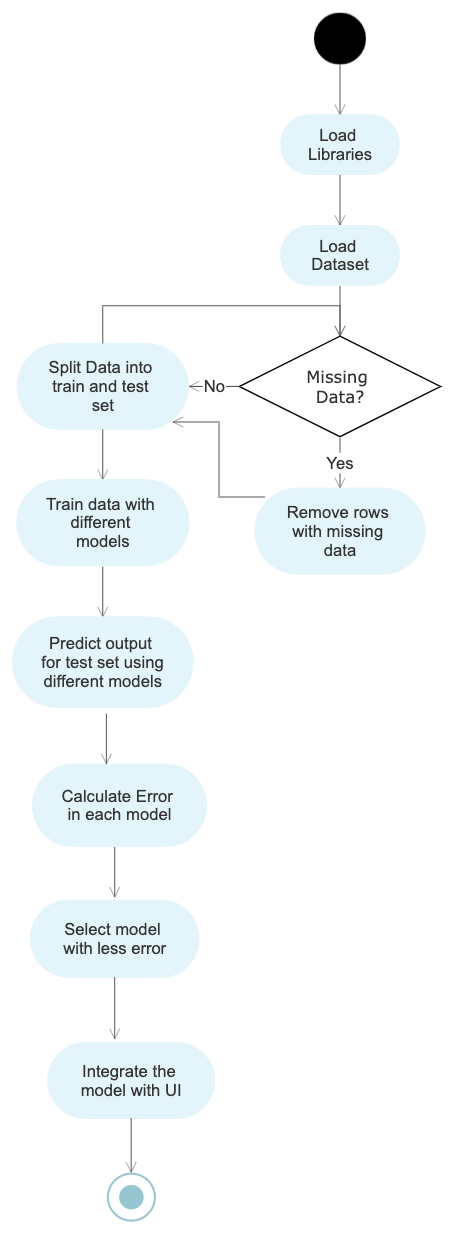 Load
Libraries
Load
Dataset
Missing
Data?
No
Yes
Split Data into
train and test
set
Remove rows
with missing
data
Train data with
different
models
Predict output
for test set using
different models
Calculate Error
in each model
Select model
with less error
Integrate the
model with UI